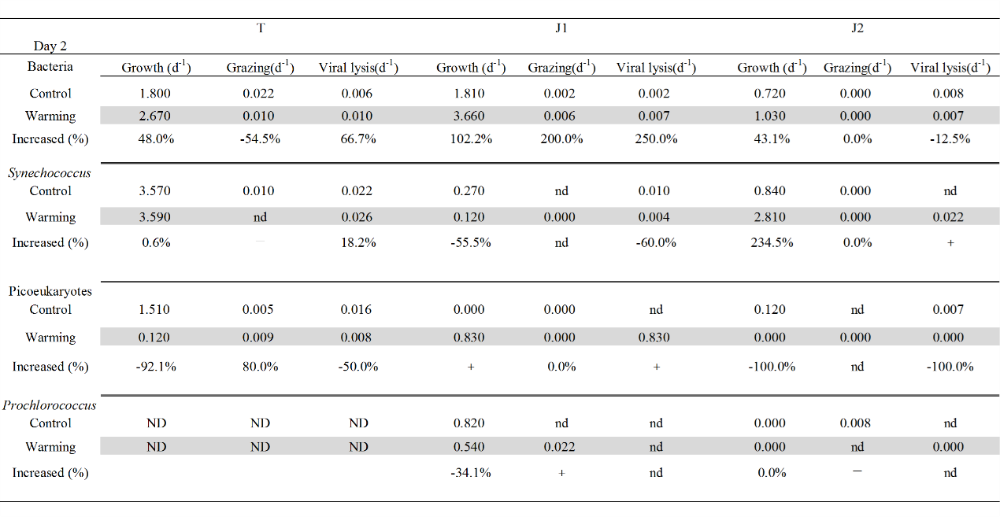 T J1 J2
Day 2
Bacteria Growth (d-1) Grazing(d-1) Viral lysis(d-1) Growth (d-1) Grazing(d-1) Viral lysis(d-1) Growth (d-1) Grazing(d-1) Viral lysis(d-1)
Control 1.800 0.022 0.006 1.810 0.002 0.002 0.720 0.000 0.008
Warming 2.670 0.010 0.010 3.660 0.006 0.007 1.030 0.000 0.007
Increased (%) 48.0% -54.5% 66.7% 102.2% 200.0% 250.0% 43.1% 0.0% -12.5%
Synechococcus
Control 3.570 0.010 0.022 0.270 nd 0.010 0.840 0.000 nd
Warming 3.590 nd 0.026 0.120 0.000 0.004 2.810 0.000 0.022
Increased (%) 0.6% — 18.2% -55.5% nd -60.0% 234.5% 0.0% +
Picoeukaryotes
Control 1.510 0.005 0.016 0.000 0.000 nd 0.120 nd 0.007
Warming 0.120 0.009 0.008 0.830 0.000 0.830 0.000 0.000 0.000
Increased (%) -92.1% 80.0% -50.0% + 0.0% + -100.0% nd -100.0%
Prochlorococcus
Control ND ND ND 0.820 nd nd 0.000 0.008 nd
Warming ND ND ND 0.540 0.022 nd 0.000 nd 0.000
Increased (%) -34.1% + nd 0.0% — nd